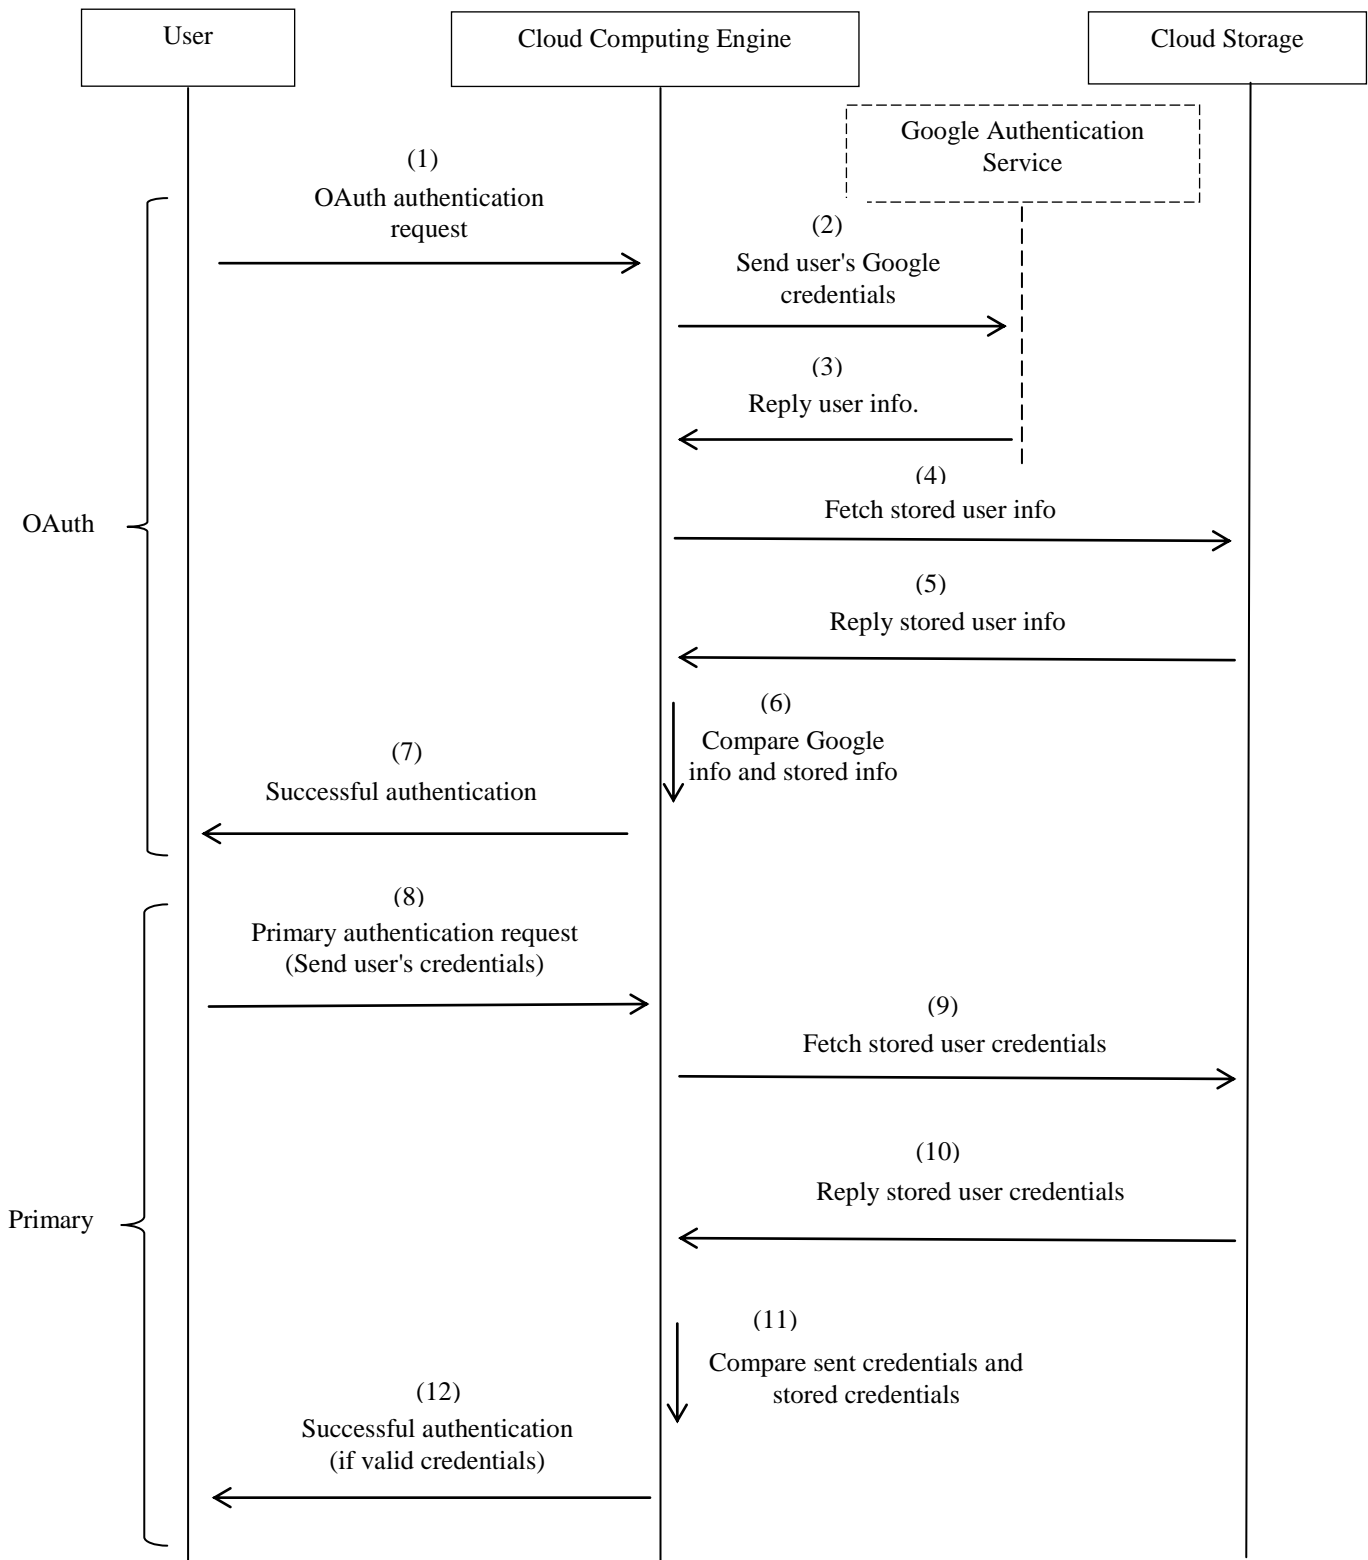 User
Cloud Computing Engine
Cloud Storage
Google Authentication
Service
(1)
OAuth authentication
request
(2)
Send user's Google
credentials
(3)
Reply user info.
(4)
Fetch stored user info
OAuth
(5)
Reply stored user info
(6)
Compare Google
info and stored info
(7)
Successful authentication
(8)
Primary authentication request
(Send user's credentials)
(9)
Fetch stored user credentials
(10)
Reply stored user credentials
Primary
(11)
Compare sent credentials and
stored credentials
(12)
Successful authentication
(if valid credentials)